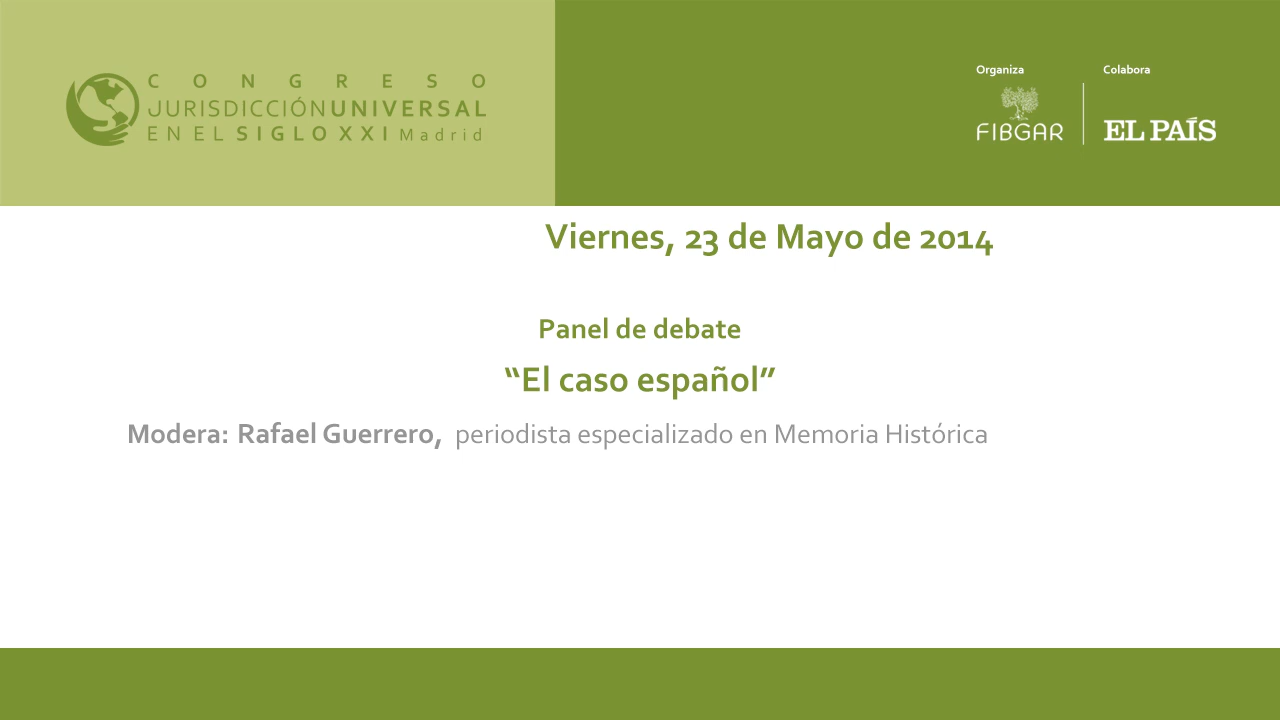 CONGRESO
JURISDICCIÓN UNIVERSAL
EN EL SIGLO XXI Madrid
Organiza
FIBGAR
Colabora
EL PAÍS
Viernes, 23 de Mayo de 2014
Panel de debate
“El caso español”
Modera: Rafael Guerrero, periodista especializado en Memoria Histórica